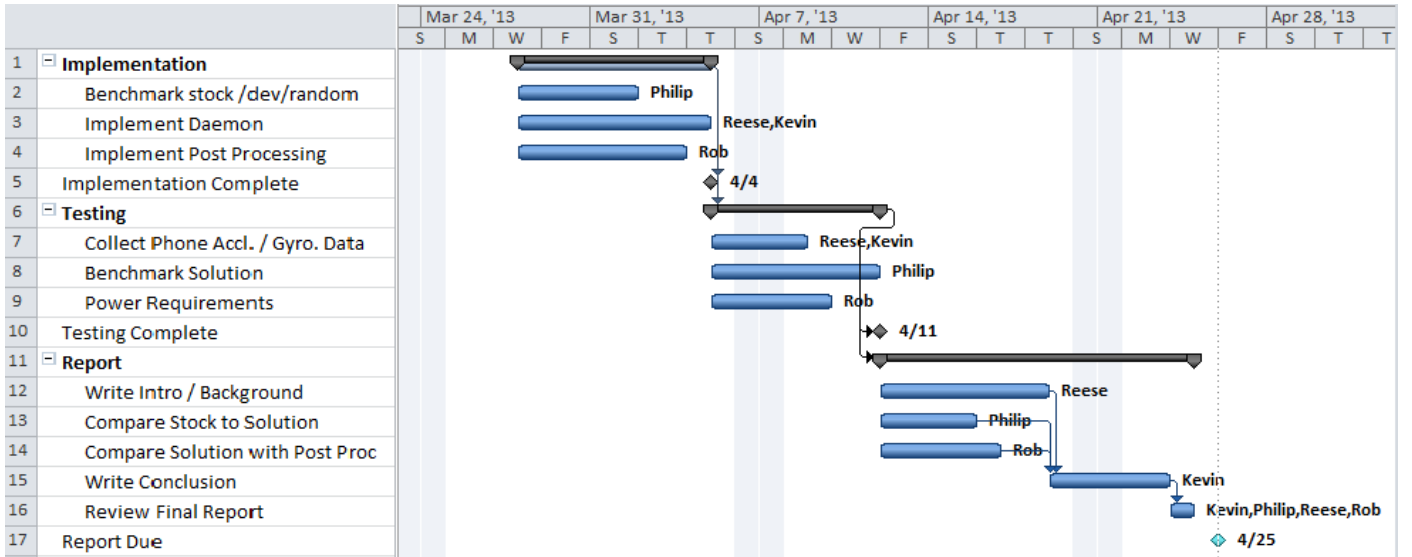 Mar 24, '13 Mar 31, '13 Apr 7, '13 Apr 14, '13 Apr 21, '13 Apr 28, '13
S M W F S T T S M W F S T T S M W F S T T
1 Implementation
2 Benchmark stock /dev/random Philip
3 Implement Daemon Reese,Kevin
4 Implement Post Processing Rob
5 Implementation Complete 4/4
6 Testing
7 Collect Phone Accl. / Gyro. Data Reese,Kevin
8 Benchmark Solution Philip
9 Power Requirements Rob
10 Testing Complete 4/11
11 Report
12 Write Intro / Background Reese
13 Compare Stock to Solution Philip
14 Compare Solution with Post Proc Rob
15 Write Conclusion Kevin
16 Review Final Report Kevin,Philip,Reese,Rob
17 Report Due 4/25